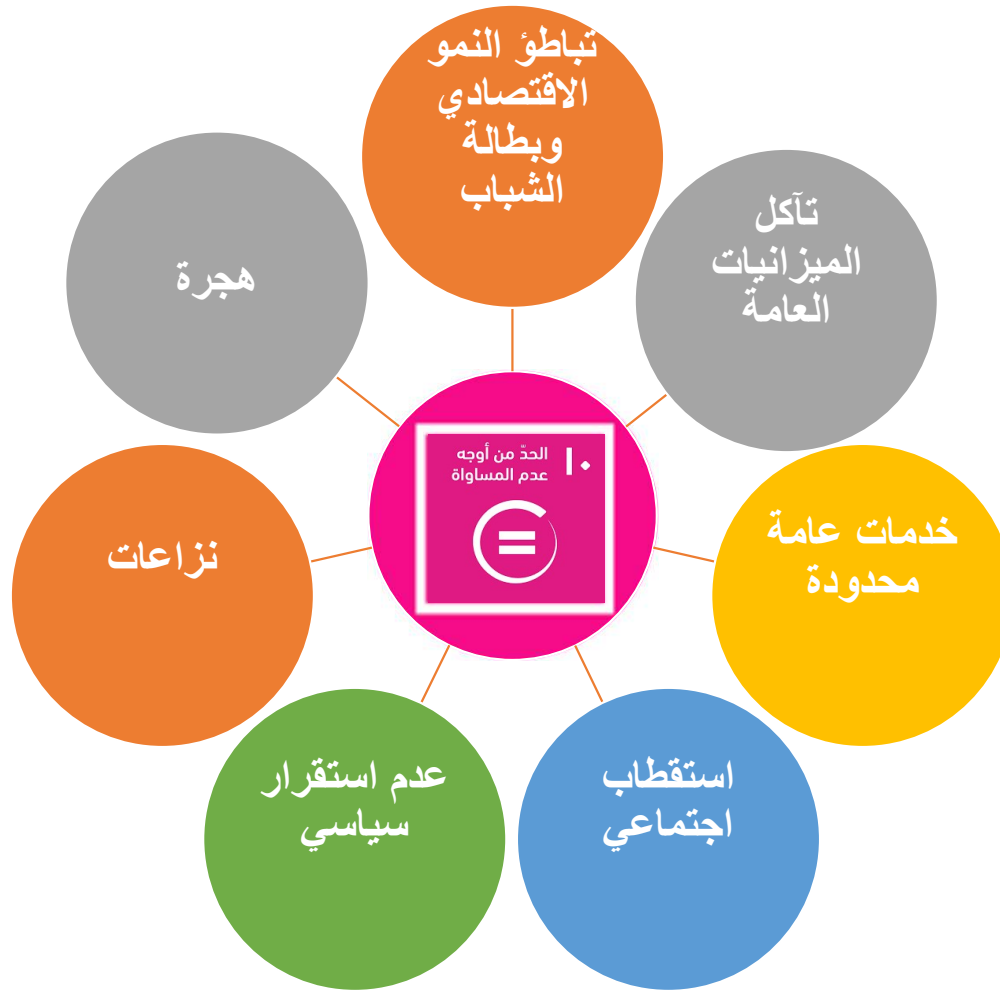 تباطؤ النمو
الاقتصادي
وبطالة
الشباب
تآكل
الميزانيات
العامة
هجرة
١٠
الحدّ من أوجه
عدم المساواة
خدمات عامة
محدودة
نزاعات
استقطاب
اجتماعي
عدم استقرار
سياسي